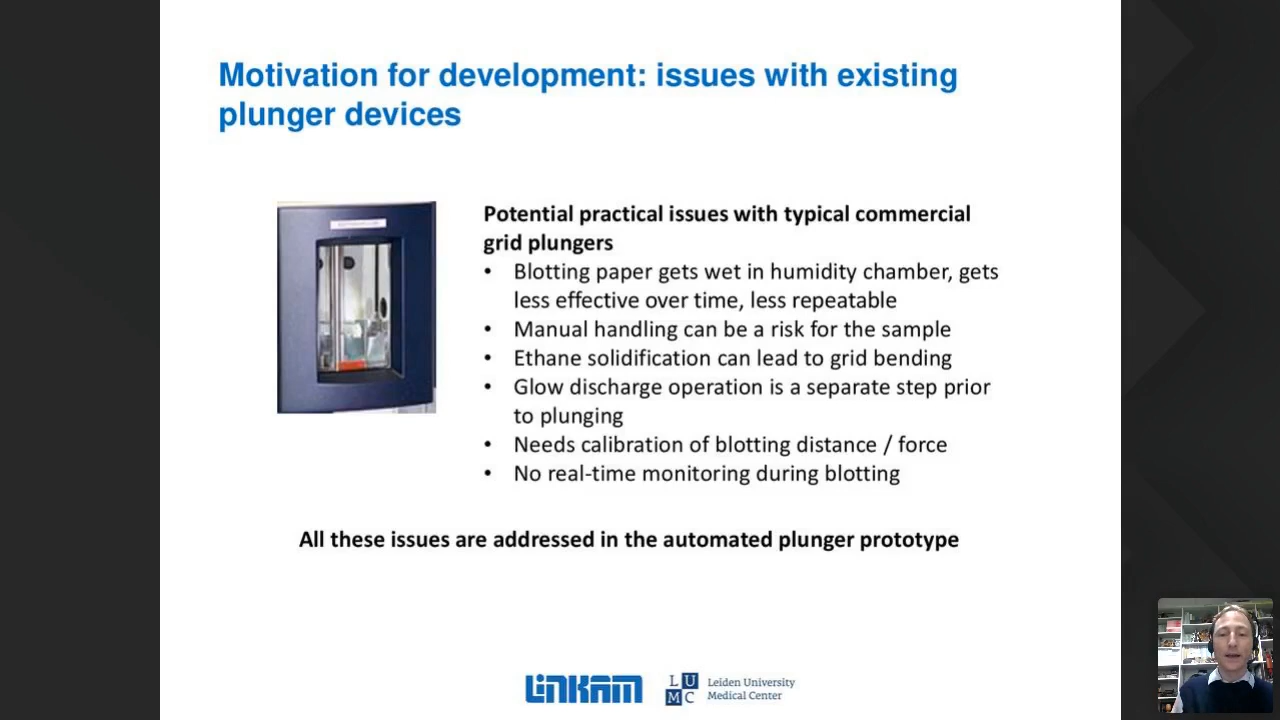 Motivation for development: issues with existing
plunger devices
Potential practical issues with typical commercial
grid plungers
• Blotting paper gets wet in humidity chamber, gets
less effective over time, less repeatable
• Manual handling can be a risk for the sample
• Ethane solidification can lead to grid bending
• Glow discharge operation is a separate step prior
to plunging
• Needs calibration of blotting distance / force
• No real-time monitoring during blotting
All these issues are addressed in the automated plunger prototype
LINKAM
L U
M C
Leiden University
Medical Center